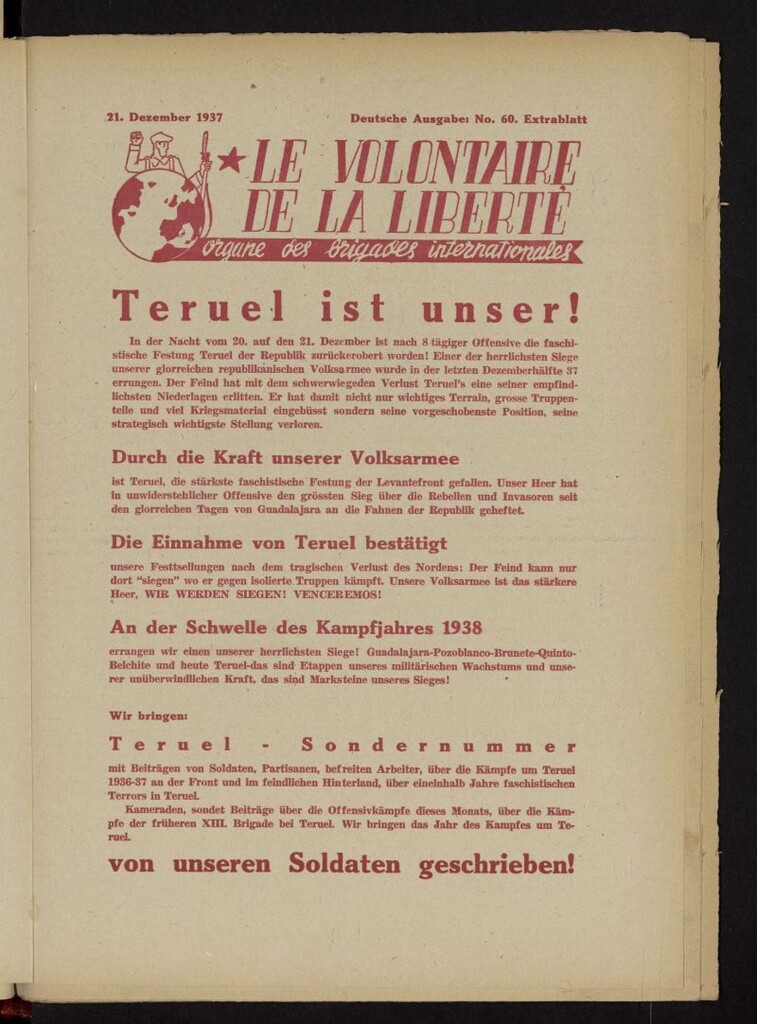 21. Dezember 1937 Deutsche Ausgabe: No. 60. Extrablatt
LE VOLONTAIRE
DE LA LIBERTÉ
organe des brigades internationales
Teruel ist unser!
In der Nacht vom 20. auf den 21. Dezember ist nach 8 tägiger Offensive die faschi-
stische Festung Teruel der Republik zurückerobert worden! Einer der herrlichsten Siege
unserer glorreichen republikanischen Volksarmee wurde in der letzten Dezemberhälfte 37
errungen. Der Feind hat mit dem schwerwiegeden Verlust Teruel's eine seiner empfind-
lichsten Niederlagen erlitten. Er hat damit nicht nur wichtiges Terrain, grosse Truppen-
teile und viel Kriegsmaterial eingebüsst sondern seine vorgeschobenste Position, seine
strategisch wichtigste Stellung verloren.
Durch die Kraft unserer Volksarmee
ist Teruel, die stärkste faschistische Festung der Levantefront gefallen. Unser Heer hat
in unwiderstehlicher Offensive den grössten Sieg über die Rebellen und Invasoren seit
den glorreichen Tagen von Guadalajara an die Fahnen der Republik geheftet.
Die Einnahme von Teruel bestätigt
unsere Festtsellungen nach dem tragischen Verlust des Nordens: Der Feind kann nur
dort "siegen" wo er gegen isolierte Truppen kämpft. Unsere Volksarmee ist das stärkere
Heer, WIR WERDEN SIEGEN! VENCEREMOS!
An der Schwelle des Kampfjahres 1938
errangen wir einen unserer herrlichsten Siege! Guadalajara-Pozoblanco-Brunete-Quinto-
Belchite und heute Teruel-das sind Etappen unseres militärischen Wachstums und unse-
rer unüberwindlichen Kraft, das sind Marksteine unseres Sieges!
Wir bringen:
Teruel - Sondernummer
mit Beiträgen von Soldaten, Partisanen, befreiten Arbeiter, über die Kämpfe um Teruel
1936-37 an der Front und im feindlichen Hinterland, über eineinhalb Jahre faschistischen
Terrors in Teruel.
Kameraden, sondet Beiträge über die Offensivkämpfe dieses Monats, über die Käm-
pfe der früheren XIII. Brigade bei Teruel. Wir bringen das Jahr des Kampfes um Te-
ruel.
von unseren Soldaten geschrieben!